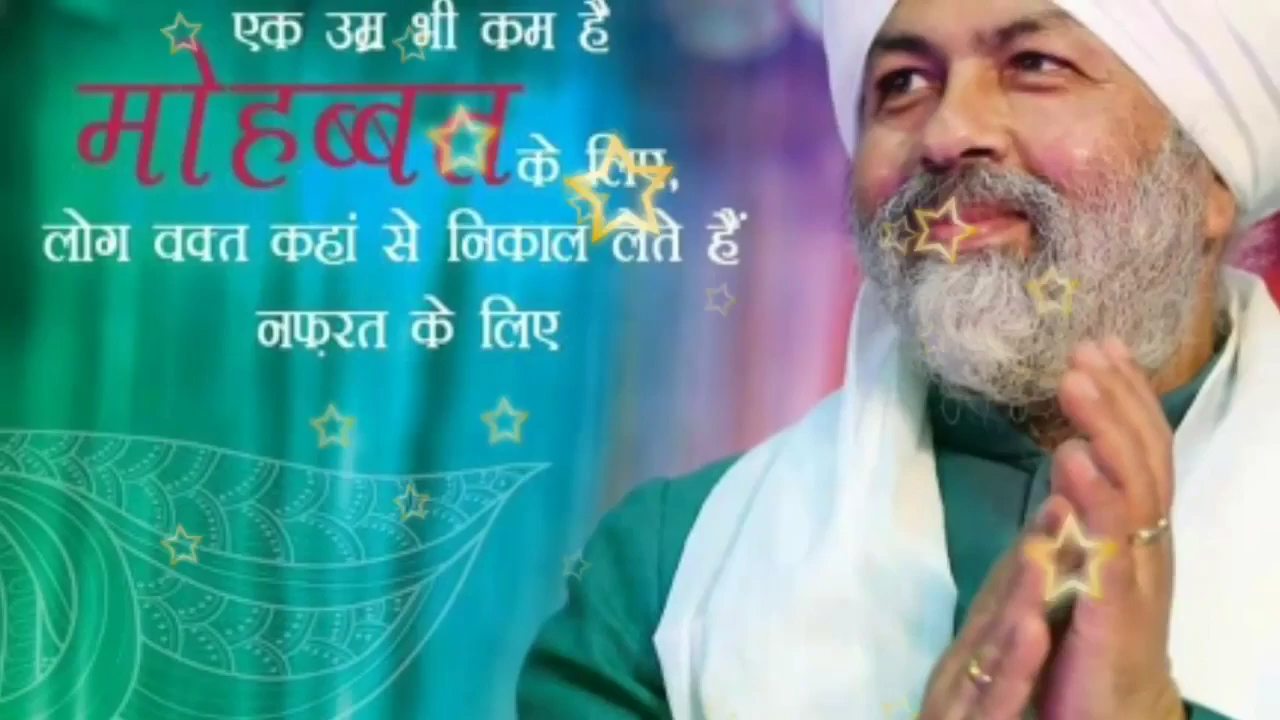 एक उम्र भी कम है
मोहब्बत के लिए,
लोग वक्त कहां से निकाल लेते हैं
नफ़रत के लिए